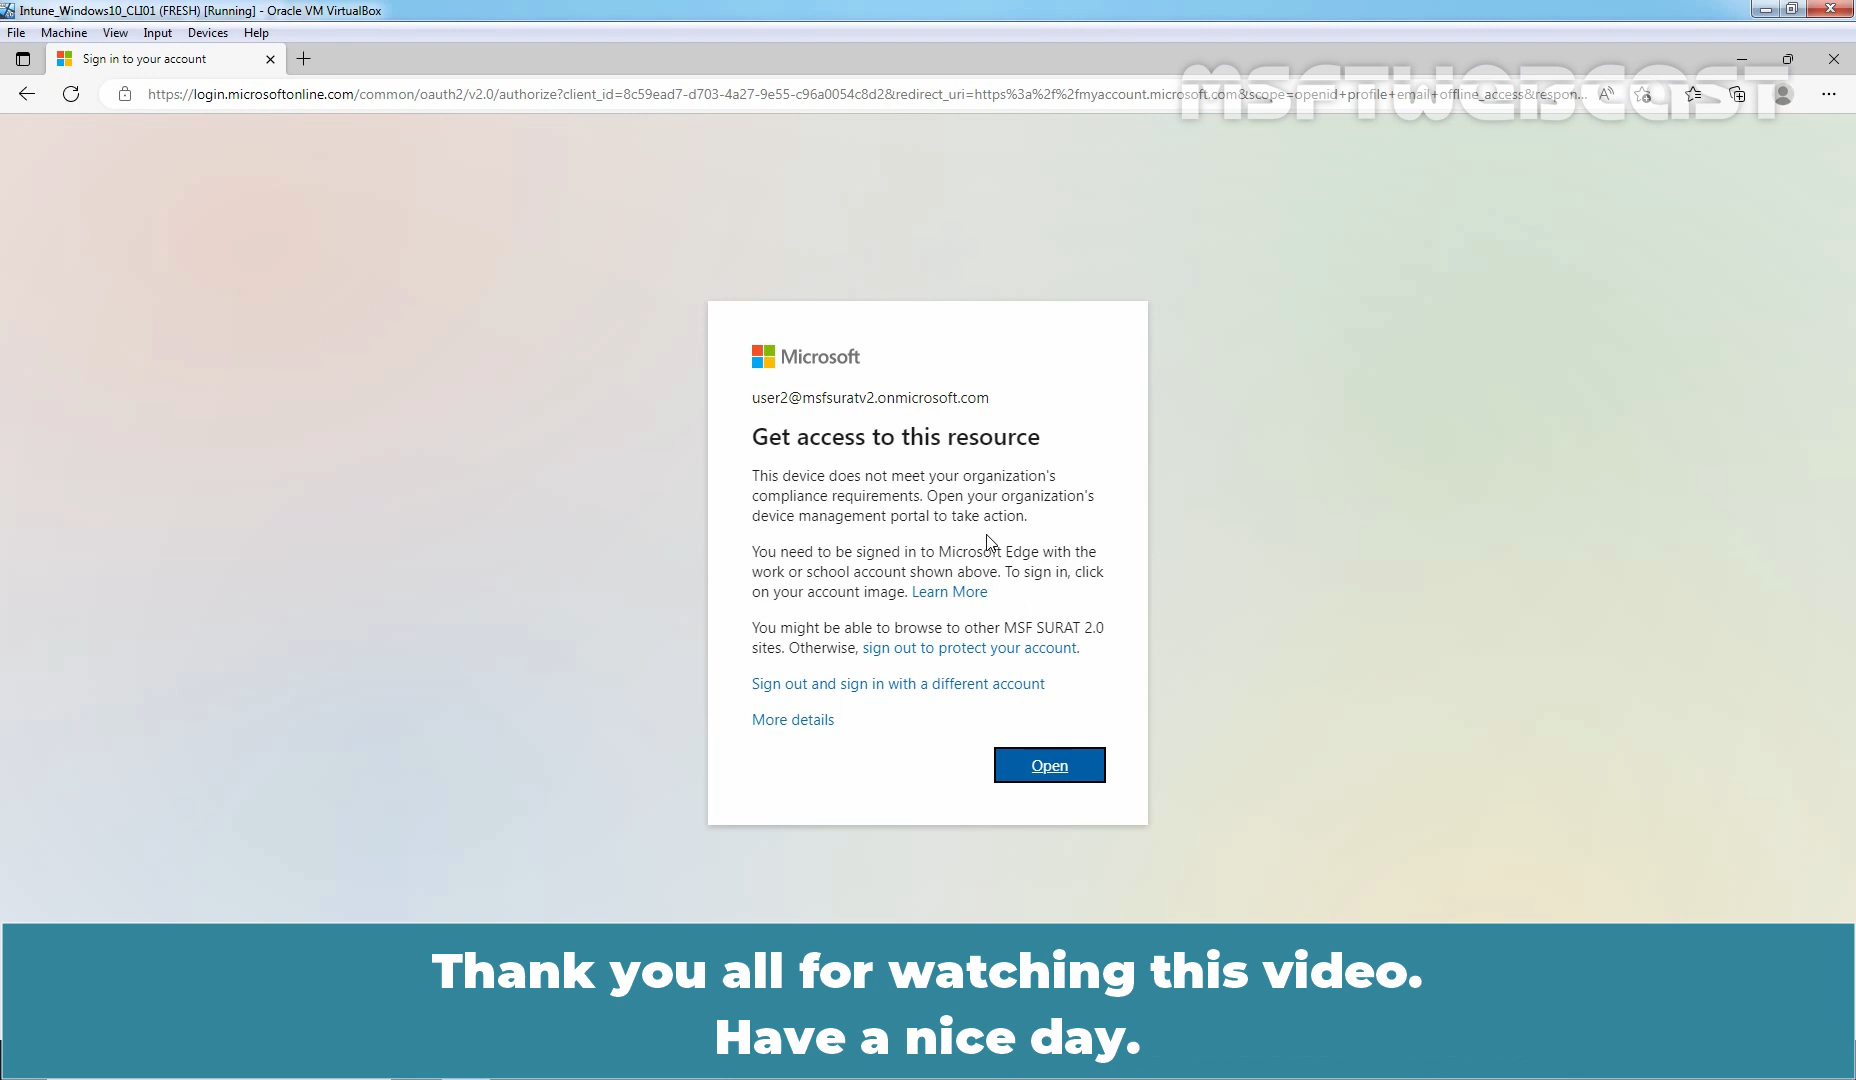 Intune_Windows10_CLI01 (FRESH) [Running] - Oracle VM VirtualBox
File Machine View Input Devices Help
Sign in to your account
https://login.microsoftonline.com/common/oauth2/v2.0/authorize?client_id=8c59ead7-d703-4a27-9e55-c96a0054c8d2&redirect_uri=https%3a%2f%2fmyaccount.microsoft.com&scope=openid+profile+email+offline_access&respon...
MSFTWEBCAST
Microsoft
user2@msfsuratv2.onmicrosoft.com
Get access to this resource
This device does not meet your organization's
compliance requirements. Open your organization's
device management portal to take action.
You need to be signed in to Microsoft Edge with the
work or school account shown above. To sign in, click
on your account image. Learn More
You might be able to browse to other MSF SURAT 2.0
sites. Otherwise, sign out to protect your account.
Sign out and sign in with a different account
More details
Open
Thank you all for watching this video.
Have a nice day.